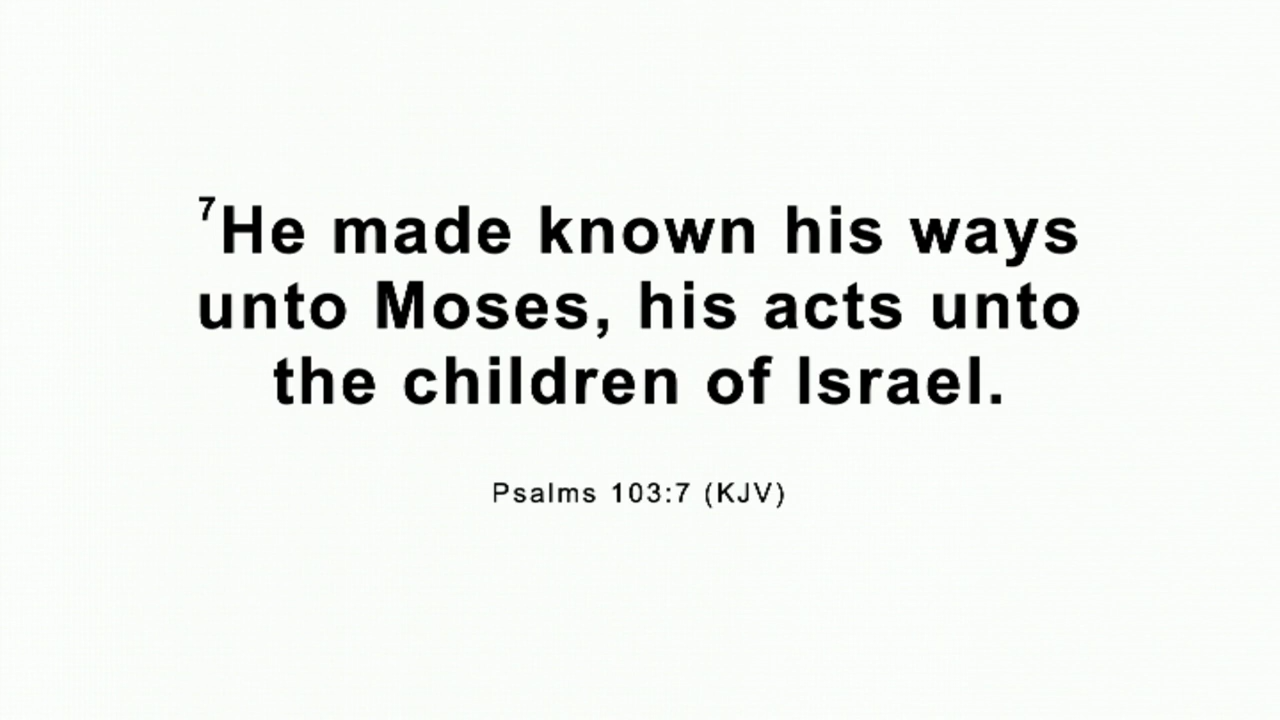 ⁷He made known his ways
unto Moses, his acts unto
the children of Israel.
Psalms 103:7 (KJV)